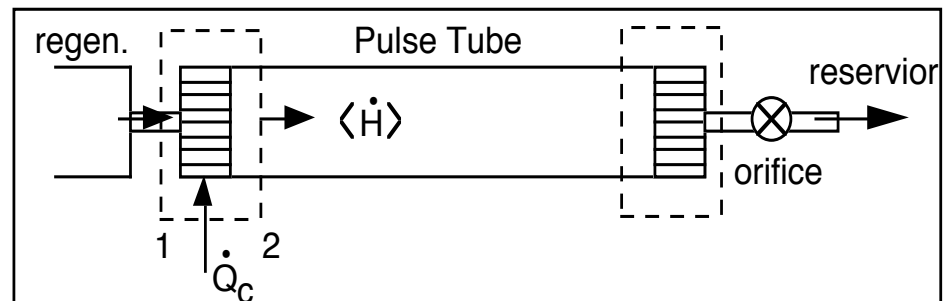 regen.
Pulse Tube
reservior
⟨Ḣ⟩
orifice
1
2
Q̇c